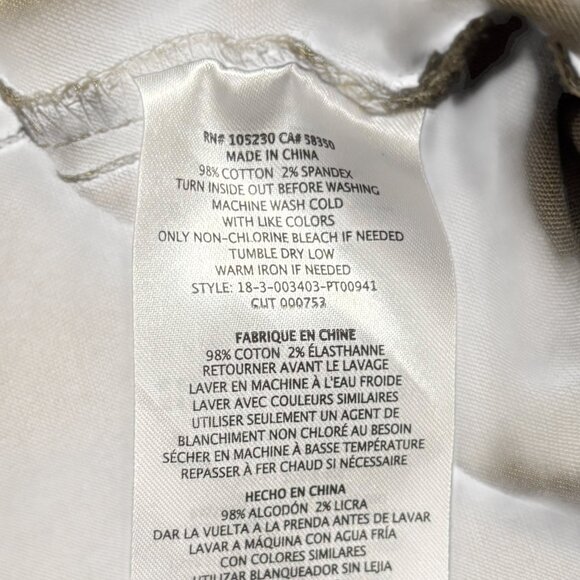 RN# 105230 CA# 58350
MADE IN CHINA
98% COTTON 2% SPANDEX
TURN INSIDE OUT BEFORE WASHING
MACHINE WASH COLD
WITH LIKE COLORS
ONLY NON-CHLORINE BLEACH IF NEEDED
TUMBLE DRY LOW
WARM IRON IF NEEDED
STYLE: 18-3-003403-PT00941
CUT 000753
FABRIQUE EN CHINE
98% COTON 2% ÉLASTHANNE
RETOURNER AVANT LE LAVAGE
LAVER EN MACHINE À L'EAU FROIDE
LAVER AVEC COULEURS SIMILAIRES
UTILISER SEULEMENT UN AGENT DE
BLANCHIMENT NON CHLORÉ AU BESOIN
SÉCHER EN MACHINE À BASSE TEMPÉRATURE
REPASSER À FER CHAUD SI NÉCESSAIRE
HECHO EN CHINA
98% ALGODÓN 2% LICRA
DAR LA VUELTA A LA PRENDA ANTES DE LAVAR
LAVAR A MÁQUINA CON AGUA FRÍA
CON COLORES SIMILARES
UTILIZAR BLANQUEADOR SIN LEJIA